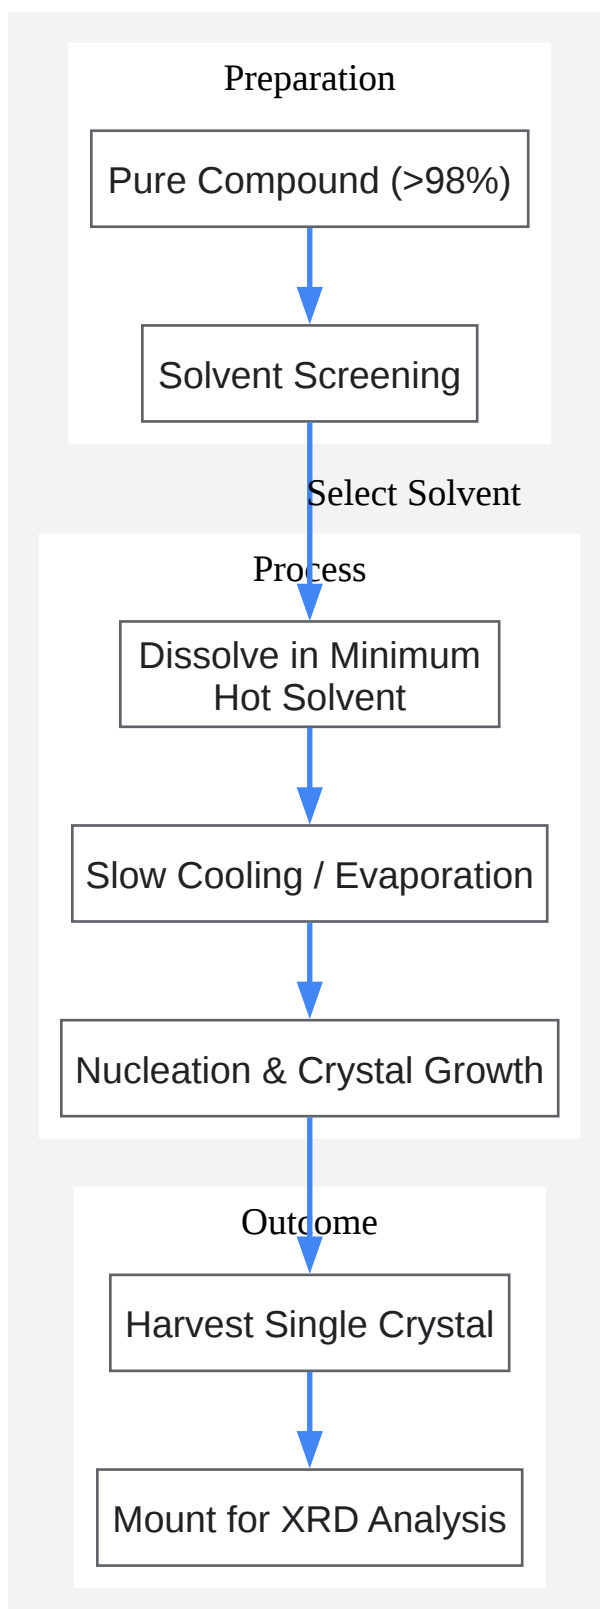 Preparation
Pure Compound (>98%)
Solvent Screening
Select Solvent
Process
Dissolve in Minimum
Hot Solvent
Slow Cooling / Evaporation
Nucleation & Crystal Growth
Outcome
Harvest Single Crystal
Mount for XRD Analysis